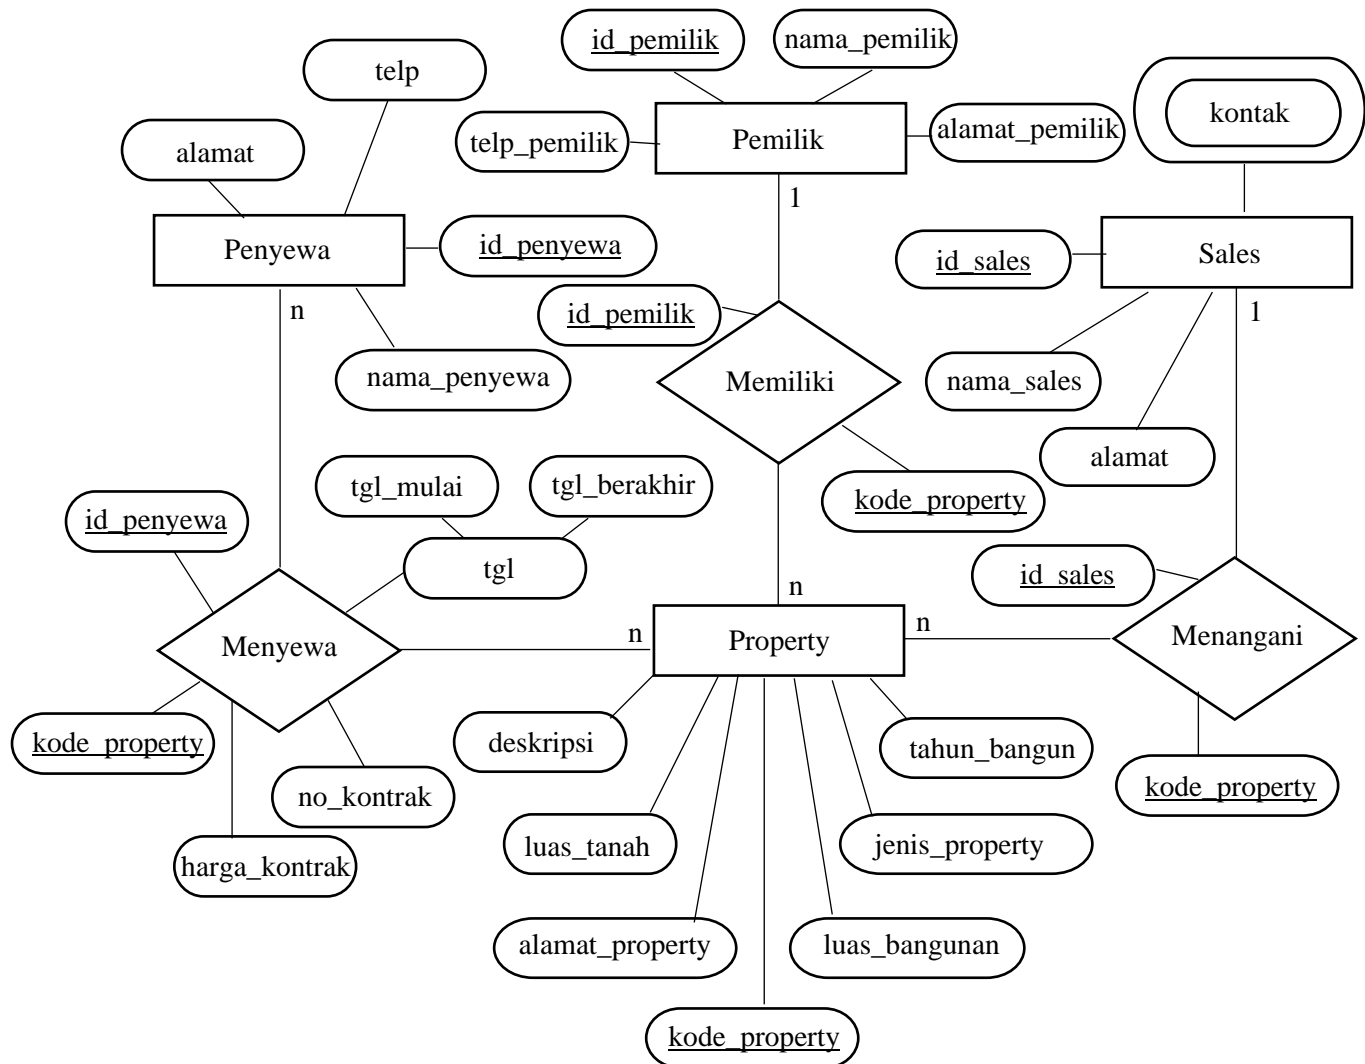 id_pemilik
nama_pemilik
telp
kontak
telp_pemilik
Pemilik
alamat_pemilik
alamat
1
Penyewa
id_penyewa
id_sales
Sales
n
id_pemilik
1
nama_penyewa
Memiliki
nama_sales
alamat
tgl_mulai
tgl_berakhir
kode_property
id_penyewa
tgl
id_sales
n
Menyewa
n
Property
n
Menangani
kode_property
deskripsi
tahun_bangun
no_kontrak
kode_property
harga_kontrak
luas_tanah
jenis_property
alamat_property
luas_bangunan
kode_property